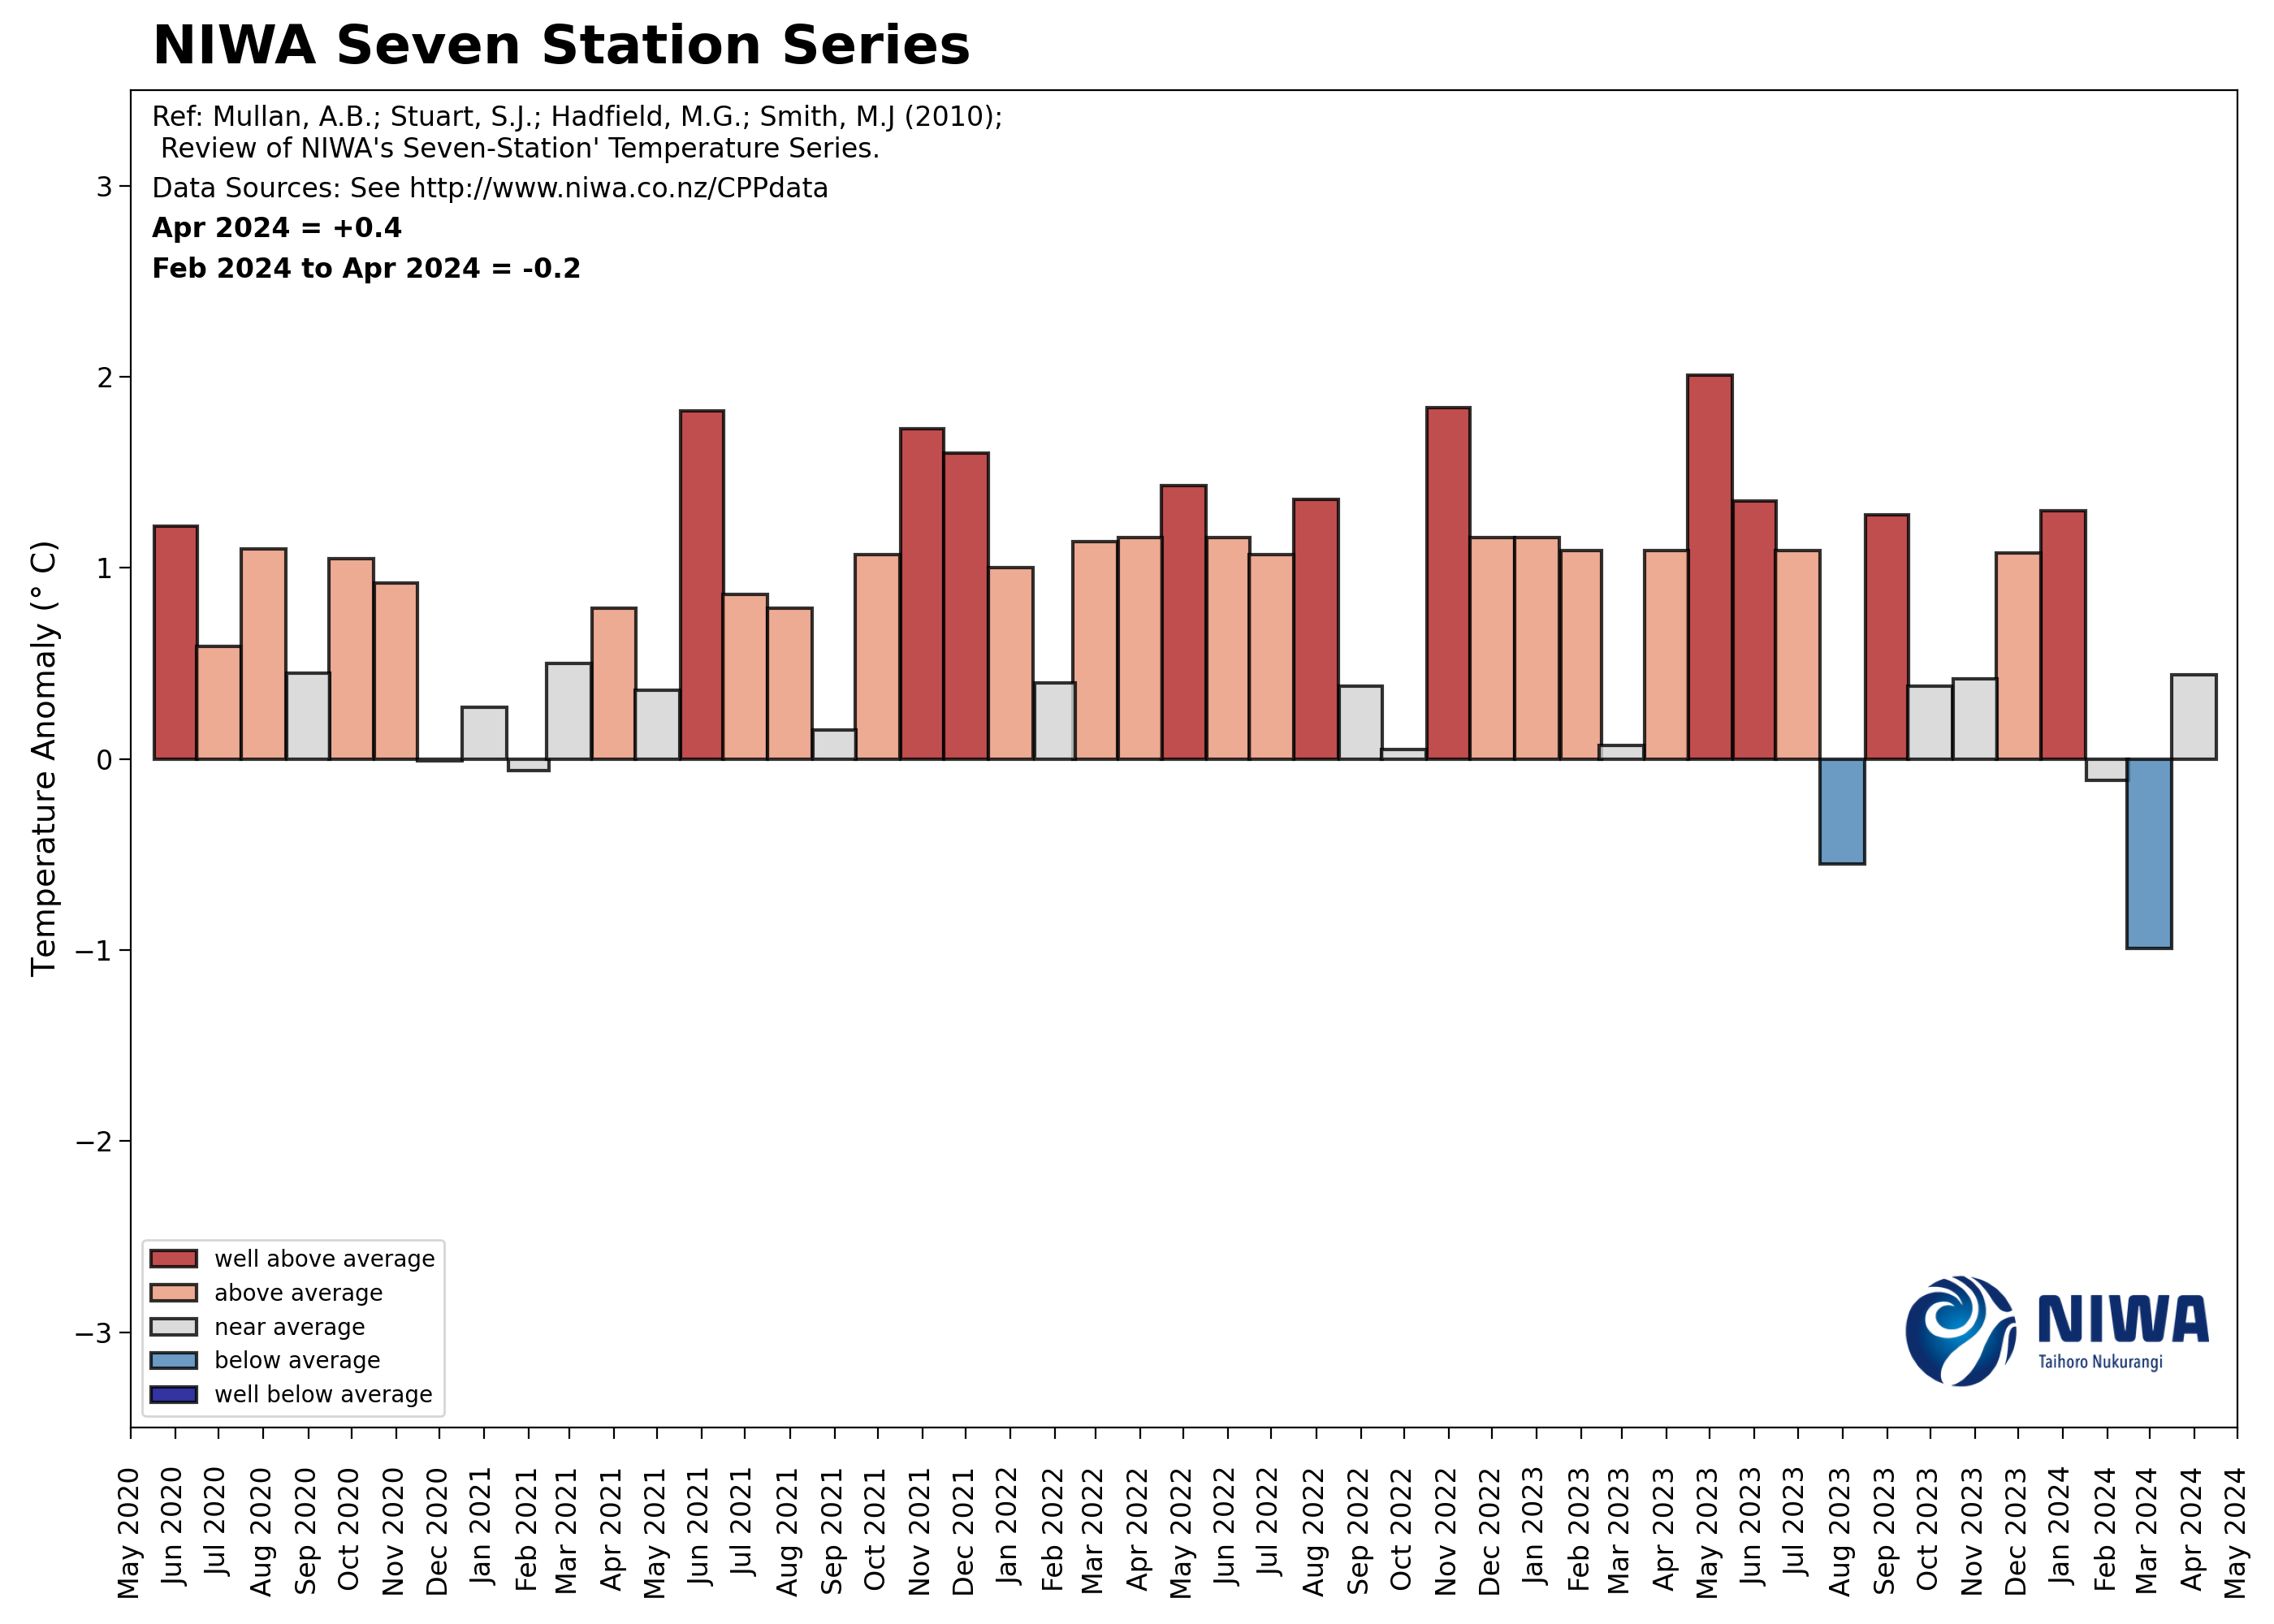 NIWA Seven Station Series
Ref: Mullan, A.B.; Stuart, S.J.; Hadfield, M.G.; Smith, M.J (2010);
Review of NIWA's Seven-Station' Temperature Series.
Data Sources: See http://www.niwa.co.nz/CPPdata
Apr 2024 = +0.4
Feb 2024 to Apr 2024 = -0.2
Temperature Anomaly (° C)
3
2
1
0
−1
−2
−3
well above average
above average
near average
below average
well below average
NIWA
Taihoro Nukurangi
May 2020
Jun 2020
Jul 2020
Aug 2020
Sep 2020
Oct 2020
Nov 2020
Dec 2020
Jan 2021
Feb 2021
Mar 2021
Apr 2021
May 2021
Jun 2021
Jul 2021
Aug 2021
Sep 2021
Oct 2021
Nov 2021
Dec 2021
Jan 2022
Feb 2022
Mar 2022
Apr 2022
May 2022
Jun 2022
Jul 2022
Aug 2022
Sep 2022
Oct 2022
Nov 2022
Dec 2022
Jan 2023
Feb 2023
Mar 2023
Apr 2023
May 2023
Jun 2023
Jul 2023
Aug 2023
Sep 2023
Oct 2023
Nov 2023
Dec 2023
Jan 2024
Feb 2024
Mar 2024
Apr 2024
May 2024